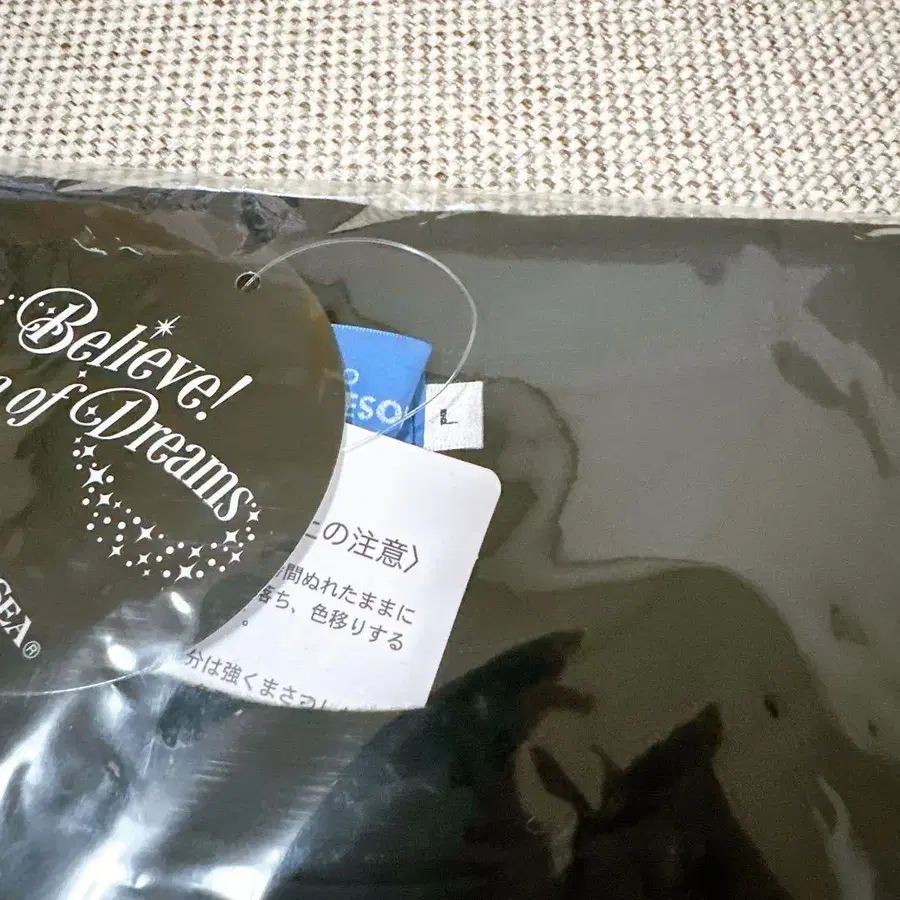 Believe!
of Dreams
SEA®
ESO
L
の注意〉
間ぬれたままに
落ち、色移りする
。
分は強くまさつ